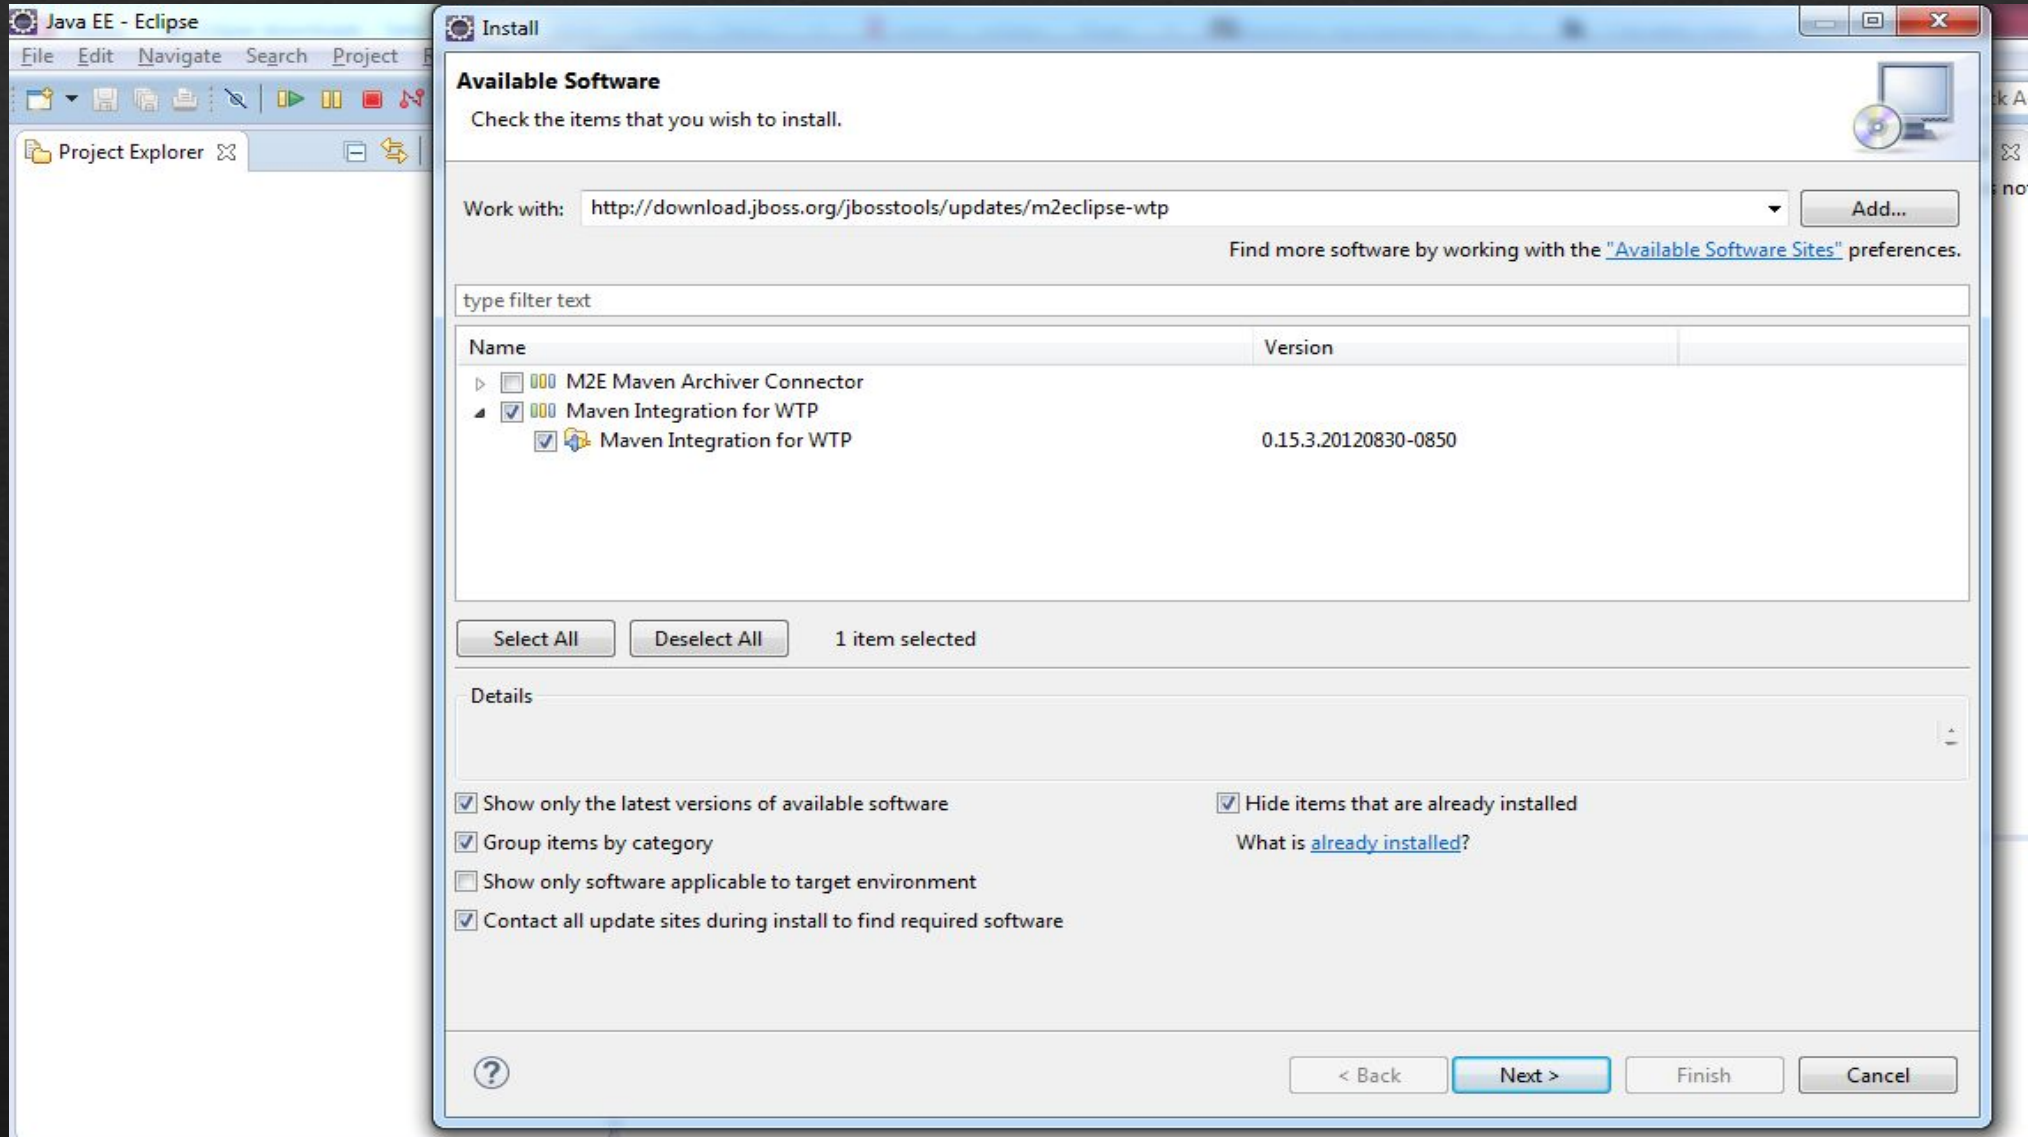 Java EE - Eclipse
File Edit Navigate Search Project
Project Explorer
Install
Available Software
Check the items that you wish to install.
Work with: http://download.jboss.org/jbosstools/updates/m2eclipse-wtp Add...
Find more software by working with the "Available Software Sites" preferences.
type filter text
Name Version
M2E Maven Archiver Connector
Maven Integration for WTP
Maven Integration for WTP 0.15.3.20120830-0850
Select All Deselect All 1 item selected
Details
Show only the latest versions of available software Hide items that are already installed
Group items by category What is already installed?
Show only software applicable to target environment
Contact all update sites during install to find required software
< Back Next > Finish Cancel